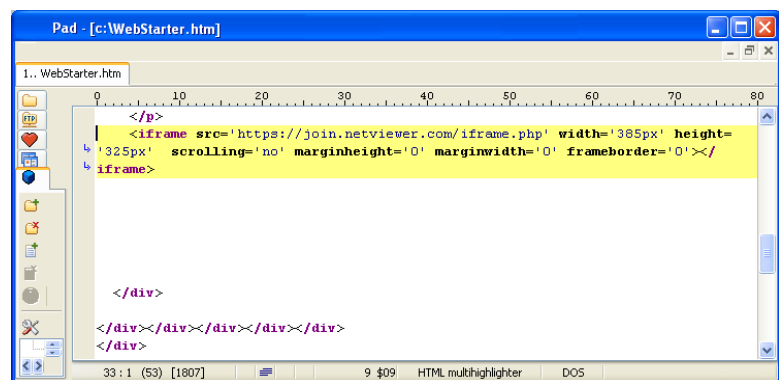 Pad - [c:\WebStarter.htm]
1.. WebStarter.htm
0 10 20 30 40 50 60 70 80
FTP
</p>
<iframe src='https://join.netviewer.com/iframe.php' width='385px' height=
'325px'  scrolling='no' marginheight='0' marginwidth='0' frameborder='0'></
iframe>
</div>
</div></div></div></div></div>
</div>
33 : 1 (53) [1807] 9 $09 HTML multihighlighter DOS